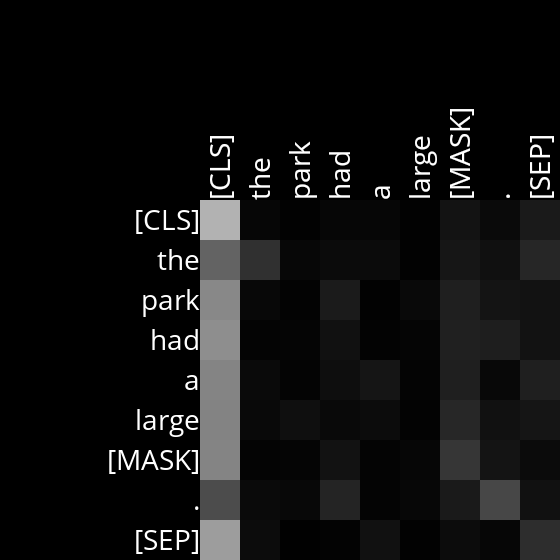 [CLS] the park had a large [MASK] . [SEP]
[CLS]
the
park
had
a
large
[MASK]
.
[SEP]